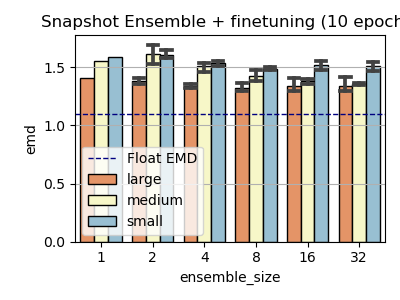 Snapshot Ensemble + finetuning (10 epoch
emd
1.5
1.0
0.5
0.0
Float EMD
large
medium
small
1 2 4 8 16 32
ensemble_size